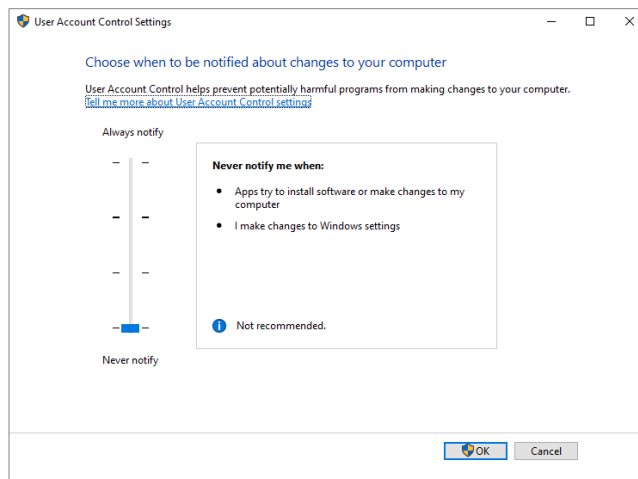 User Account Control Settings
Choose when to be notified about changes to your computer
User Account Control helps prevent potentially harmful programs from making changes to your computer.
Tell me more about User Account Control settings
Always notify
Never notify me when:
• Apps try to install software or make changes to my
computer
• I make changes to Windows settings
Not recommended.
Never notify
OK
Cancel